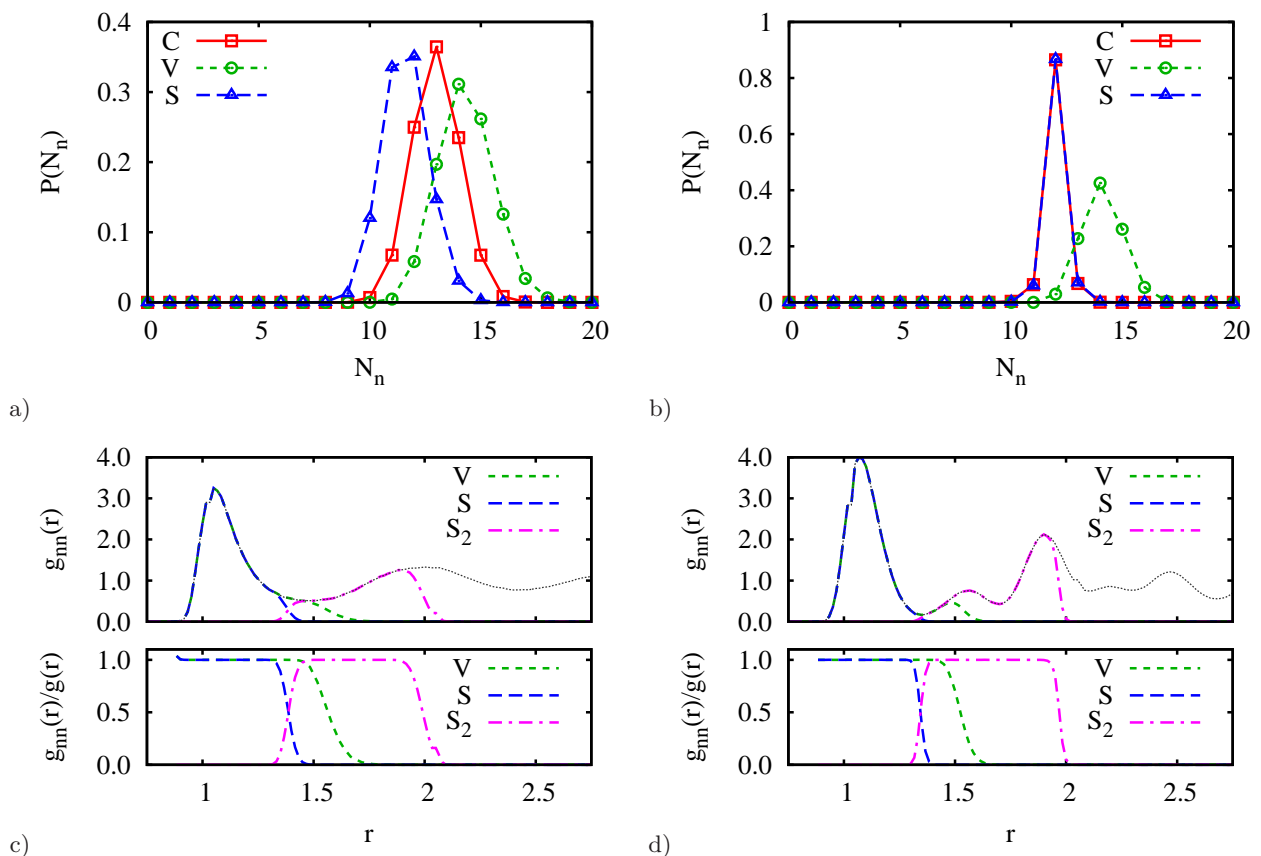 C
V
S
P(N_n)
0.4
0.3
0.2
0.1
0
0 5 10 15 20
N_n
a)
C
V
S
P(N_n)
1
0.8
0.6
0.4
0.2
0
0 5 10 15 20
N_n
b)
V
S
S_2
g_nn(r)
4.0
3.0
2.0
1.0
0.0
V
S
S_2
g_nn(r)/g(r)
1.0
0.5
0.0
1 1.5 2 2.5
r
c)
V
S
S_2
g_nn(r)
4.0
3.0
2.0
1.0
0.0
V
S
S_2
g_nn(r)/g(r)
1.0
0.5
0.0
1 1.5 2 2.5
r
d)